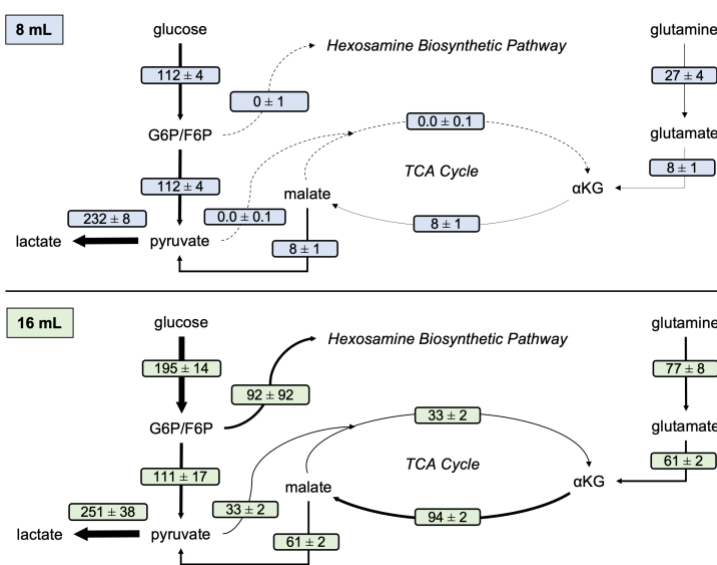 8 mL
glucose
glutamine
Hexosamine Biosynthetic Pathway
112 ± 4
27 ± 4
0 ± 1
G6P/F6P
0.0 ± 0.1
glutamate
TCA Cycle
112 ± 4
8 ± 1
malate
αKG
232 ± 8
0.0 ± 0.1
8 ± 1
lactate
pyruvate
8 ± 1
16 mL
glucose
glutamine
Hexosamine Biosynthetic Pathway
195 ± 14
77 ± 8
92 ± 92
33 ± 2
G6P/F6P
glutamate
TCA Cycle
61 ± 2
111 ± 17
malate
αKG
251 ± 38
33 ± 2
94 ± 2
lactate
pyruvate
61 ± 2